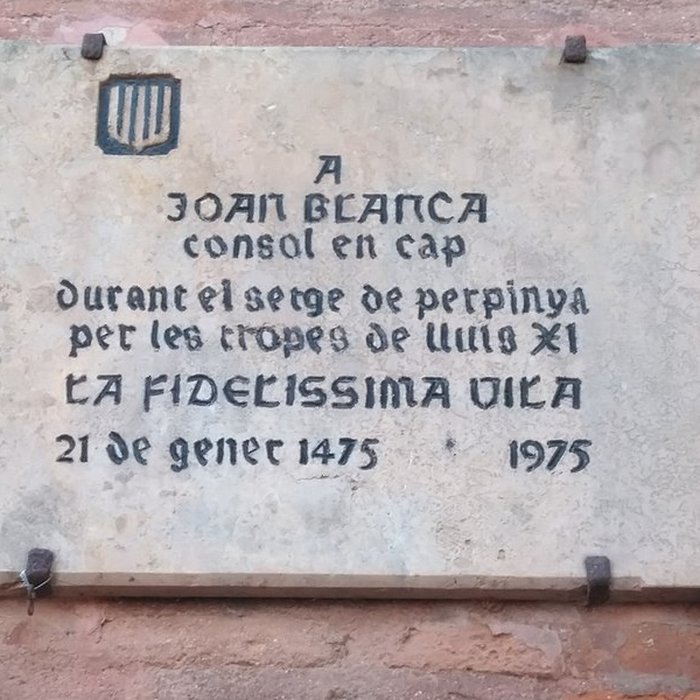 A
JOAN BLANCA
consol en cap
durant el setge de perpinyA
per les tropes de lluis XI
LA FIDELISSIMA VILA
21 de gener 1475 * 1975